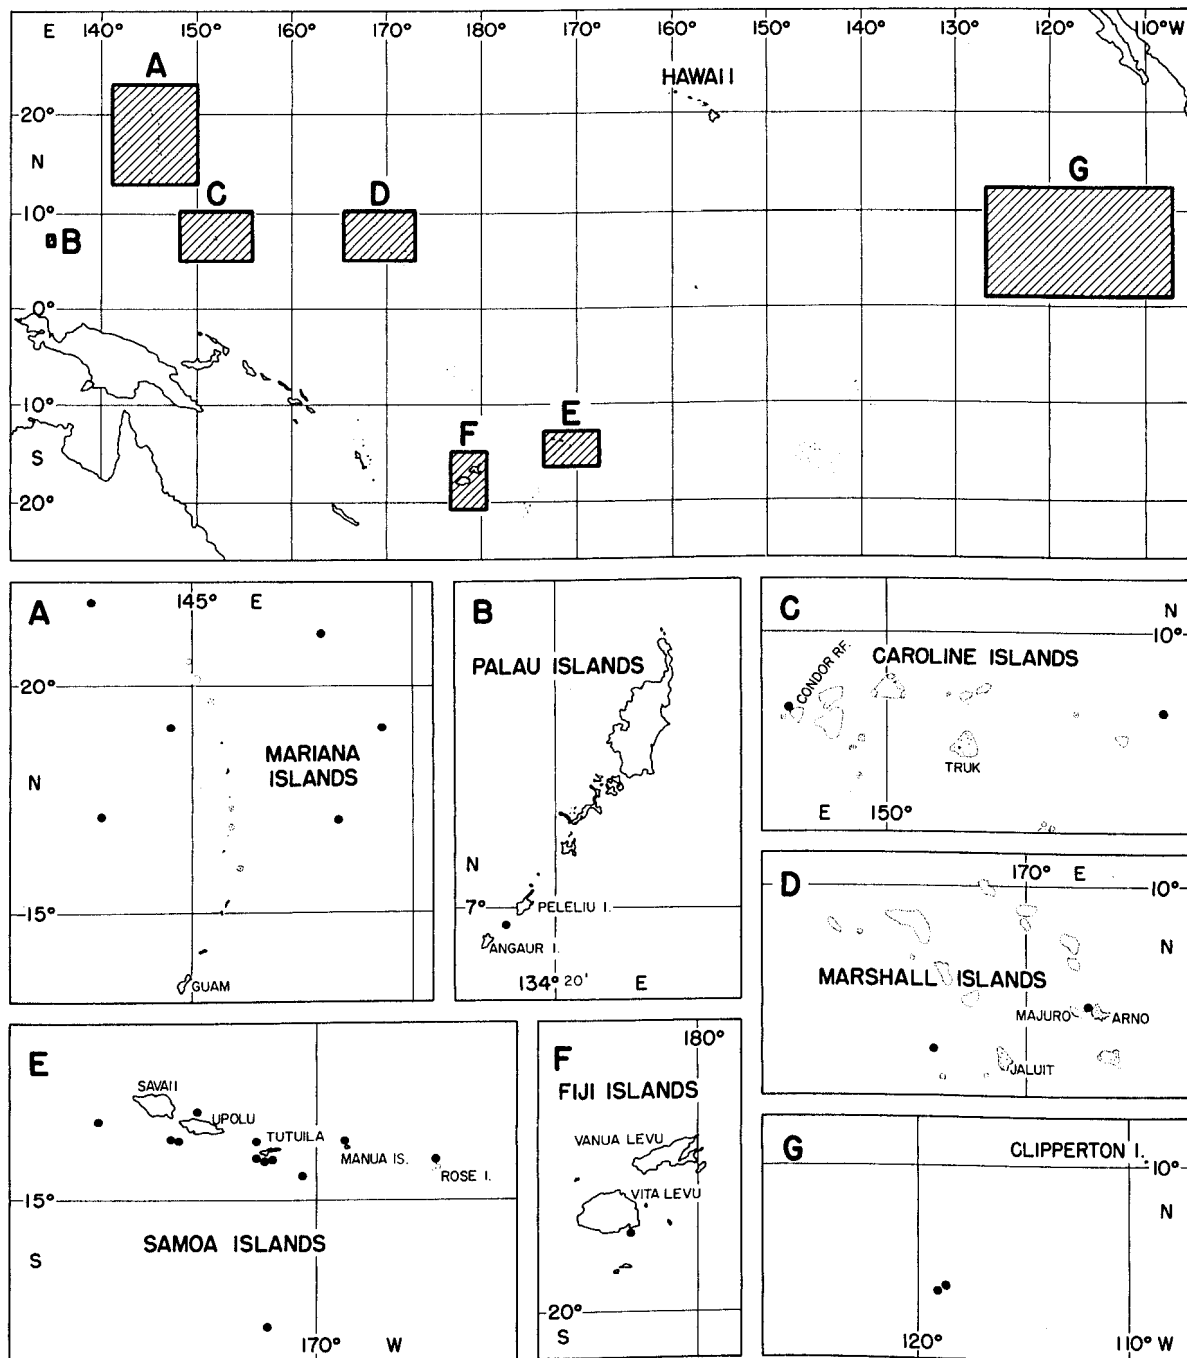 E 140° 150° 160° 170° 180° 170° 160° 150° 140° 130° 120° 110° W
HAWAII
A
20°
N
G
C
D
10°
B
0°
10°
F
E
S
20°
A
145° E
20°
MARIANA
ISLANDS
N
15°
GUAM
B
PALAU ISLANDS
N
7°
PELELIU I.
ANGAUR I.
134° 20' E
C
N
10°
CONDOR RF.
CAROLINE ISLANDS
TRUK
E 150°
D
170° E
10°
N
MARSHALL ISLANDS
MAJURO
ARNO
JALUIT
E
SAVAII
UPOLU
TUTUILA
MANUA IS.
ROSE I.
15°
SAMOA ISLANDS
S
170° W
F
180°
FIJI ISLANDS
VANUA LEVU
VITA LEVU
20°
S
G
CLIPPERTON I.
10°
N
120° 110° W